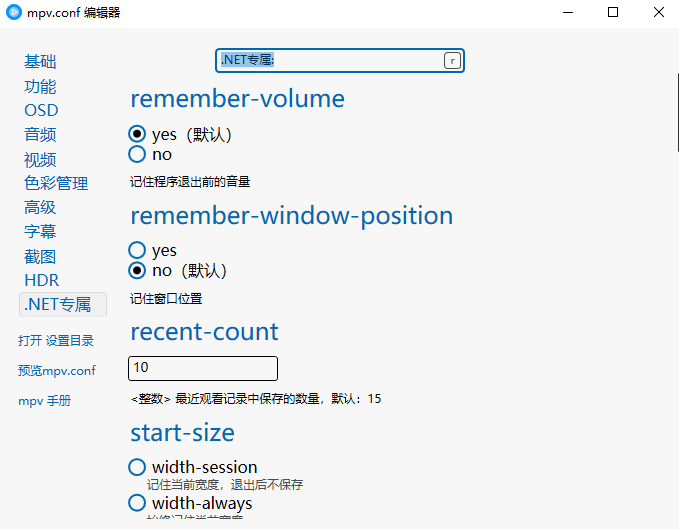 mpv.conf 编辑器
.NET专属:
r
基础
功能
OSD
音频
视频
色彩管理
高级
字幕
截图
HDR
.NET专属
打开 设置目录
预览mpv.conf
mpv 手册
remember-volume
yes（默认）
no
记住程序退出前的音量
remember-window-position
yes
no（默认）
记住窗口位置
recent-count
10
<整数> 最近观看记录中保存的数量，默认：15
start-size
width-session
记住当前宽度，退出后不保存
width-always